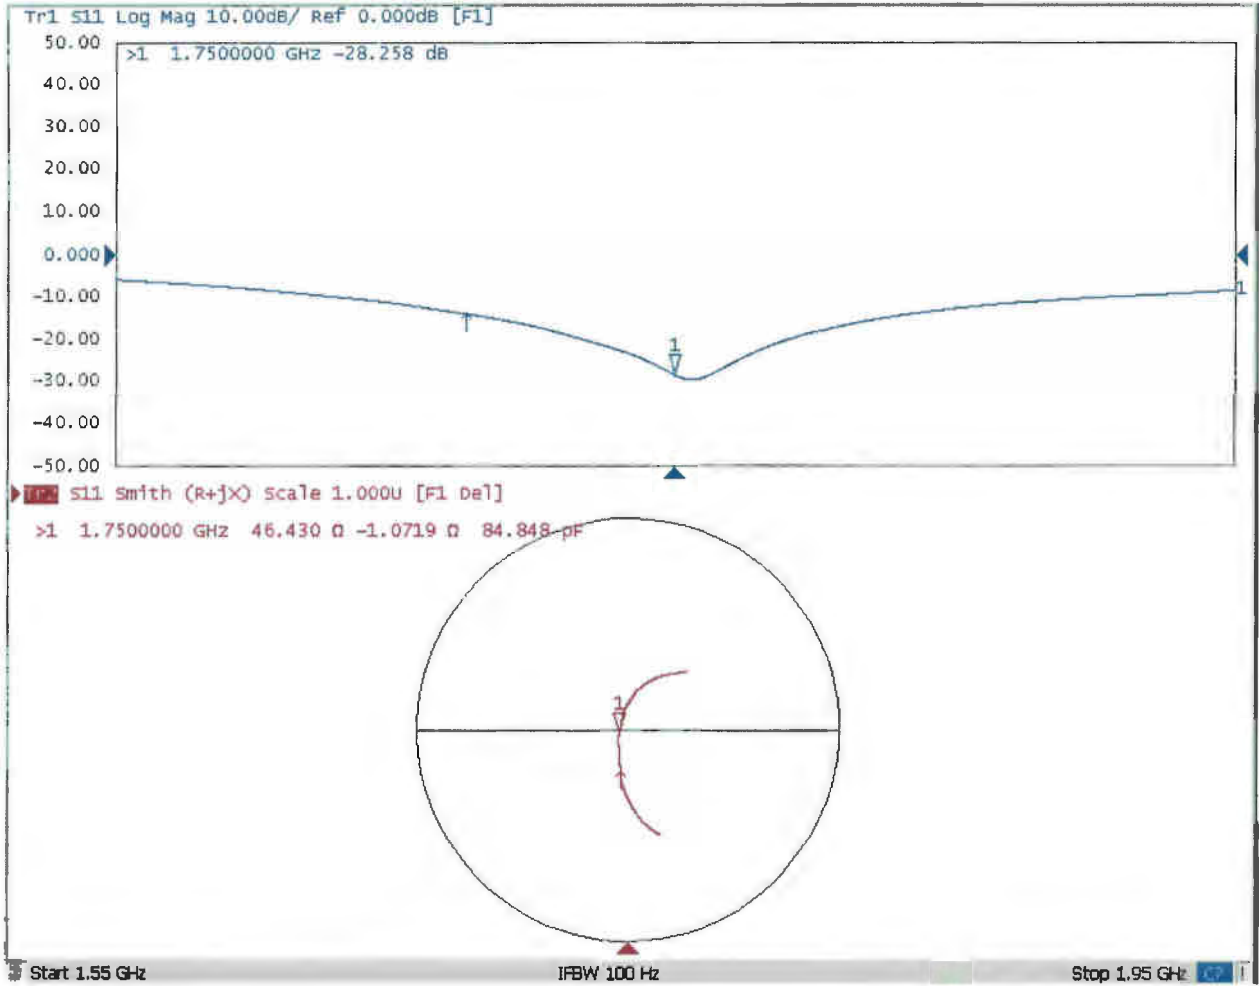 Tr1 S11 Log Mag 10.00dB/ Ref 0.000dB [F1]
50.00
>1 1.7500000 GHz -28.258 dB
40.00
30.00
20.00
10.00
0.000
-10.00
1
-20.00
1
-30.00
-40.00
-50.00
S11 Smith (R+jX) Scale 1.000U [F1 Del]
>1 1.7500000 GHz 46.430 Ω -1.0719 Ω 84.848 pF
1
Start 1.55 GHz IFBW 100 Hz Stop 1.95 GHz C?